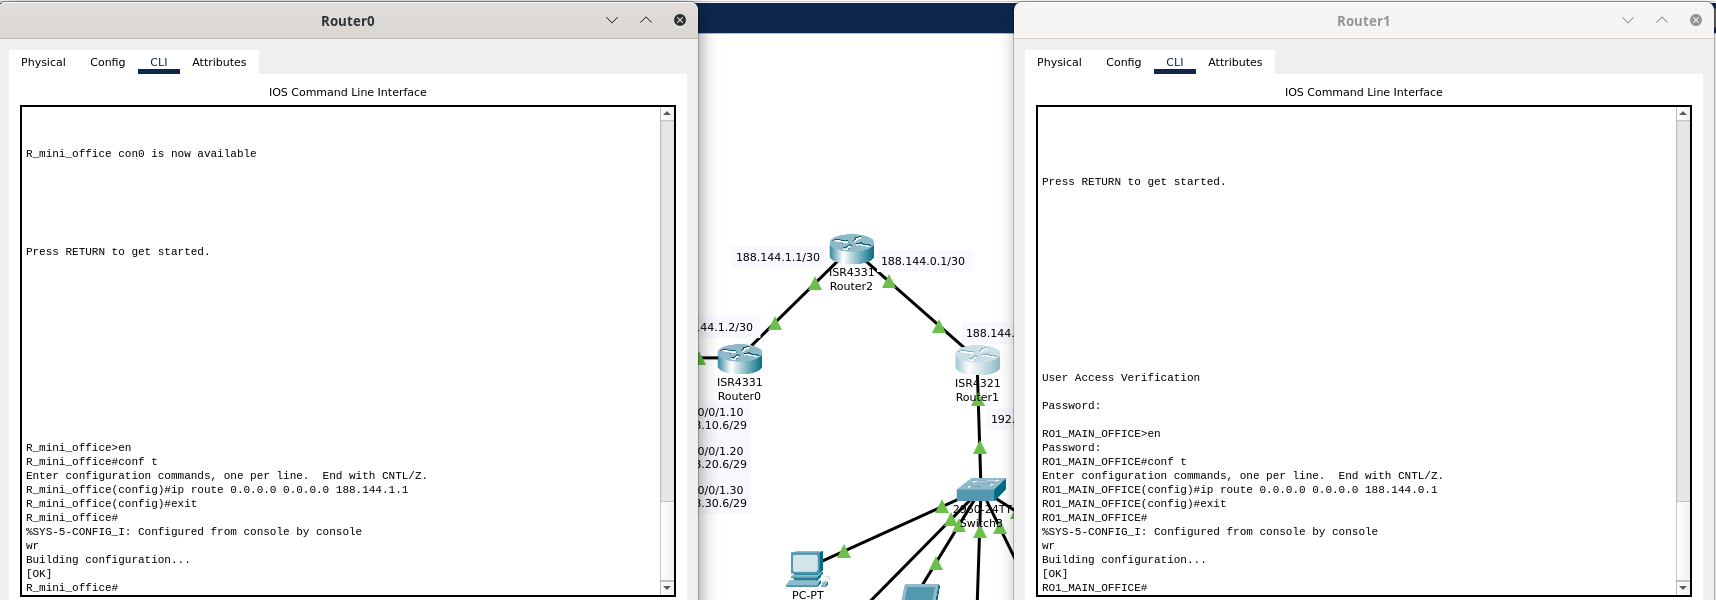 Router0
Physical
Config
CLI
Attributes
IOS Command Line Interface
R_mini_office con0 is now available
Press RETURN to get started.
R_mini_office>en
R_mini_office#conf t
Enter configuration commands, one per line.  End with CNTL/Z.
R_mini_office(config)#ip route 0.0.0.0 0.0.0.0 188.144.1.1
R_mini_office(config)#exit
R_mini_office#
%SYS-5-CONFIG_I: Configured from console by console
wr
Building configuration...
[OK]
R_mini_office#
188.144.1.1/30
188.144.0.1/30
ISR4331
Router2
44.1.2/30
188.144.
ISR4331
Router0
ISR4321
Router1
0/0/1.10
3.10.6/29
192.
0/0/1.20
3.20.6/29
0/0/1.30
3.30.6/29
2960-24TT
Switch3
PC-PT
Router1
Physical
Config
CLI
Attributes
IOS Command Line Interface
Press RETURN to get started.
User Access Verification
Password:
RO1_MAIN_OFFICE>en
Password:
RO1_MAIN_OFFICE#conf t
Enter configuration commands, one per line.  End with CNTL/Z.
RO1_MAIN_OFFICE(config)#ip route 0.0.0.0 0.0.0.0 188.144.0.1
RO1_MAIN_OFFICE(config)#exit
RO1_MAIN_OFFICE#
%SYS-5-CONFIG_I: Configured from console by console
wr
Building configuration...
[OK]
RO1_MAIN_OFFICE#